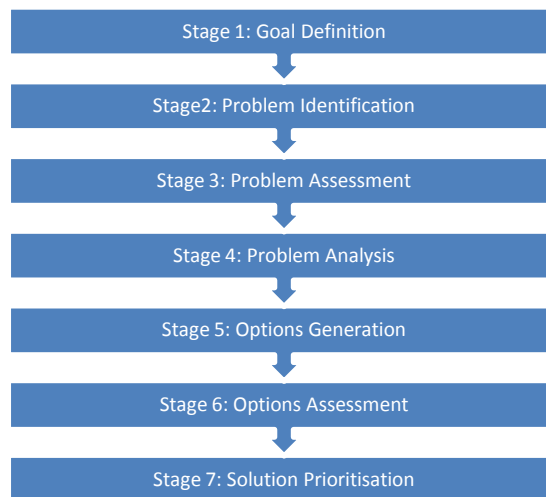 Stage 1: Goal Definition
Stage2: Problem Identification
Stage 3: Problem Assessment
Stage 4: Problem Analysis
Stage 5: Options Generation
Stage 6: Options Assessment
Stage 7: Solution Prioritisation